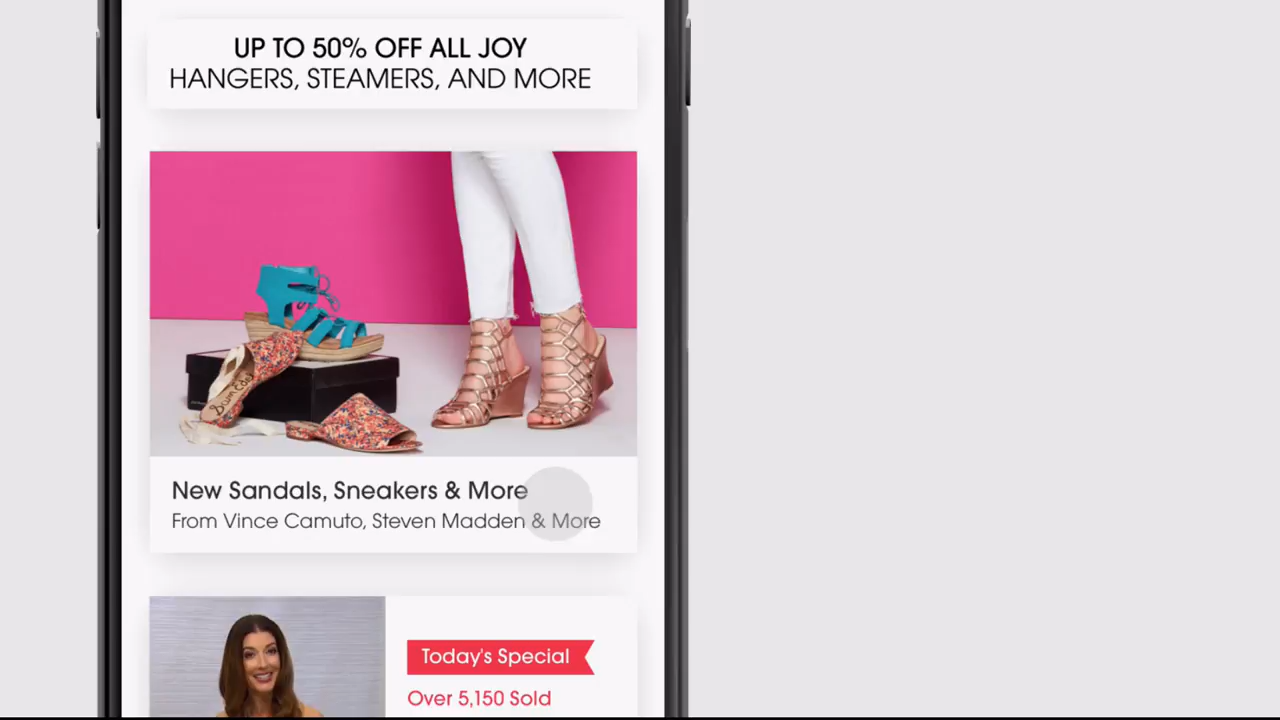 UP TO 50% OFF ALL JOY
HANGERS, STEAMERS, AND MORE
New Sandals, Sneakers & More
From Vince Camuto, Steven Madden & More
Today's Special
Over 5,150 Sold